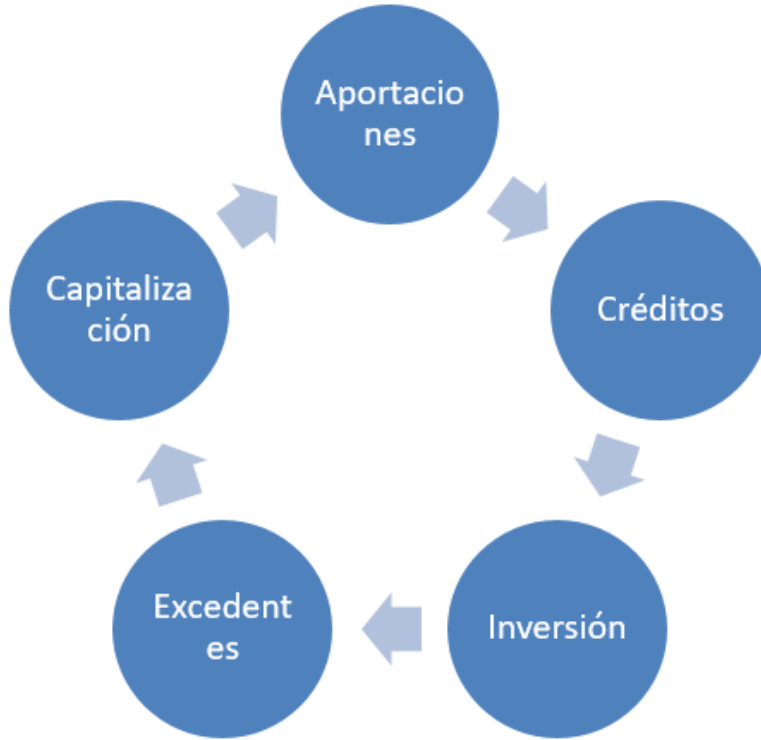 Aportacio
nes
Créditos
Inversión
Excedent
es
Capitaliza
ción